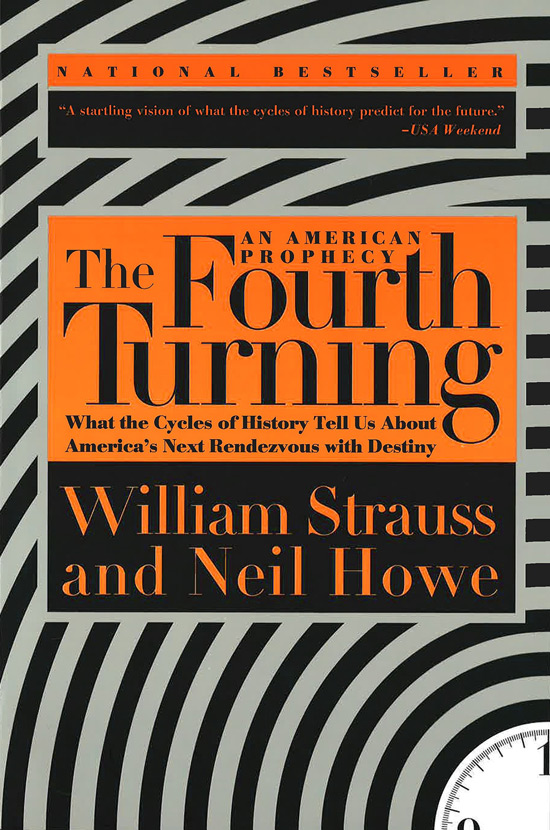 NATIONAL BESTSELLER
“A startling vision of what the cycles of history predict for the future.”
–USA Weekend
AN AMERICAN
PROPHECY
The Fourth
Turning
What the Cycles of History Tell Us About
America’s Next Rendezvous with Destiny
William Strauss
and Neil Howe
1